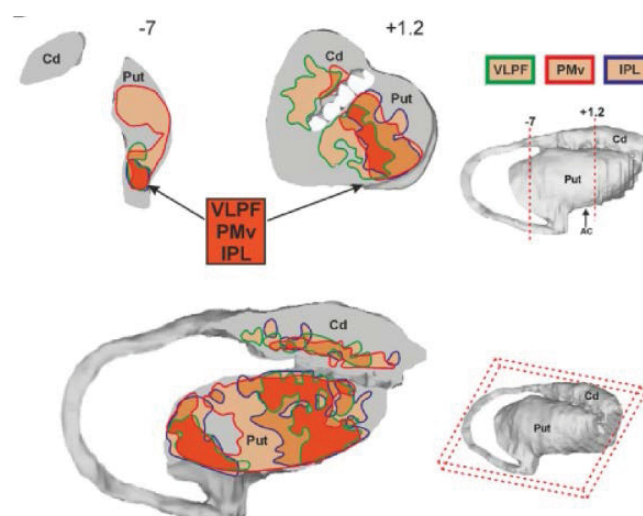 -7
+1.2
Cd
Put
Cd
Put
VLPF PMv IPL
-7
+1.2
Cd
Put
AC
VLPF
PMv
IPL
Cd
Put
Cd
Put